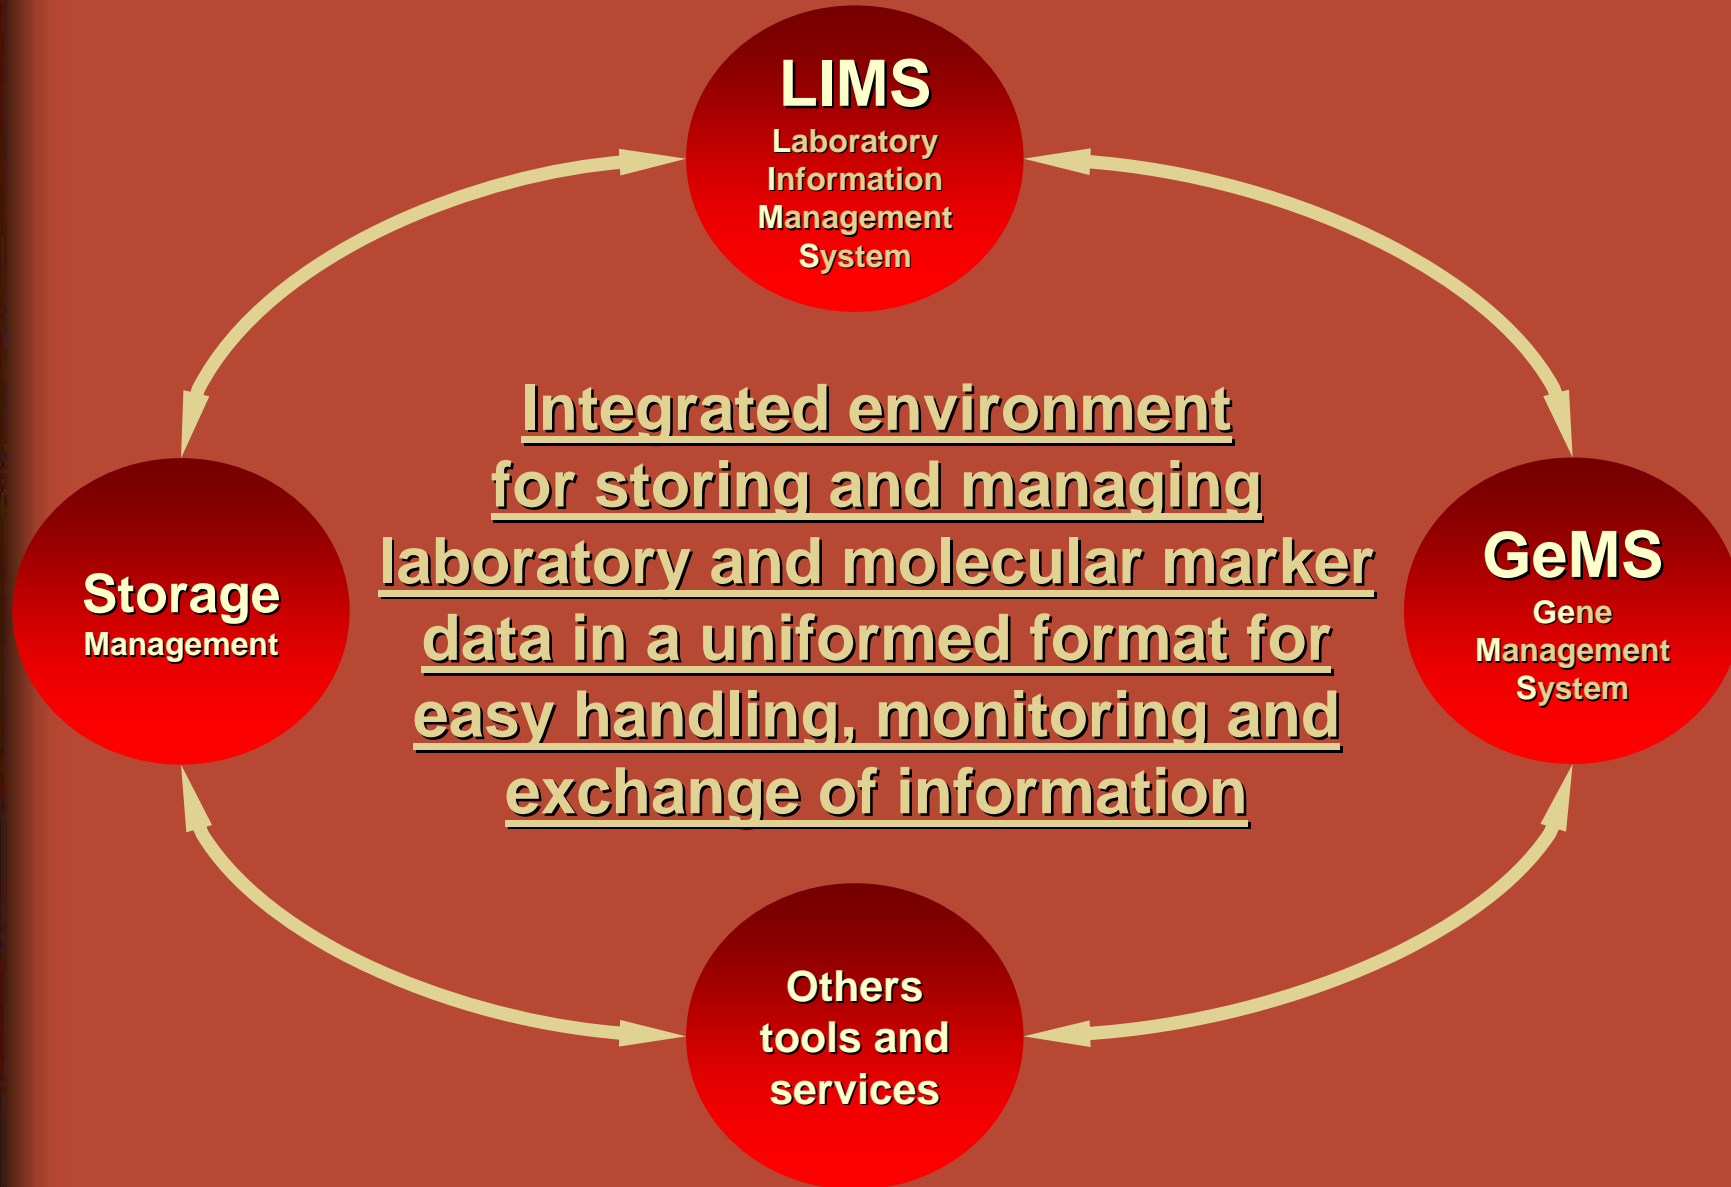 LIMS
Laboratory
Information
Management
System
Integrated environment
for storing and managing
laboratory and molecular marker
data in a uniformed format for
easy handling, monitoring and
exchange of information
Storage
Management
GeMS
Gene
Management
System
Others
tools and
services